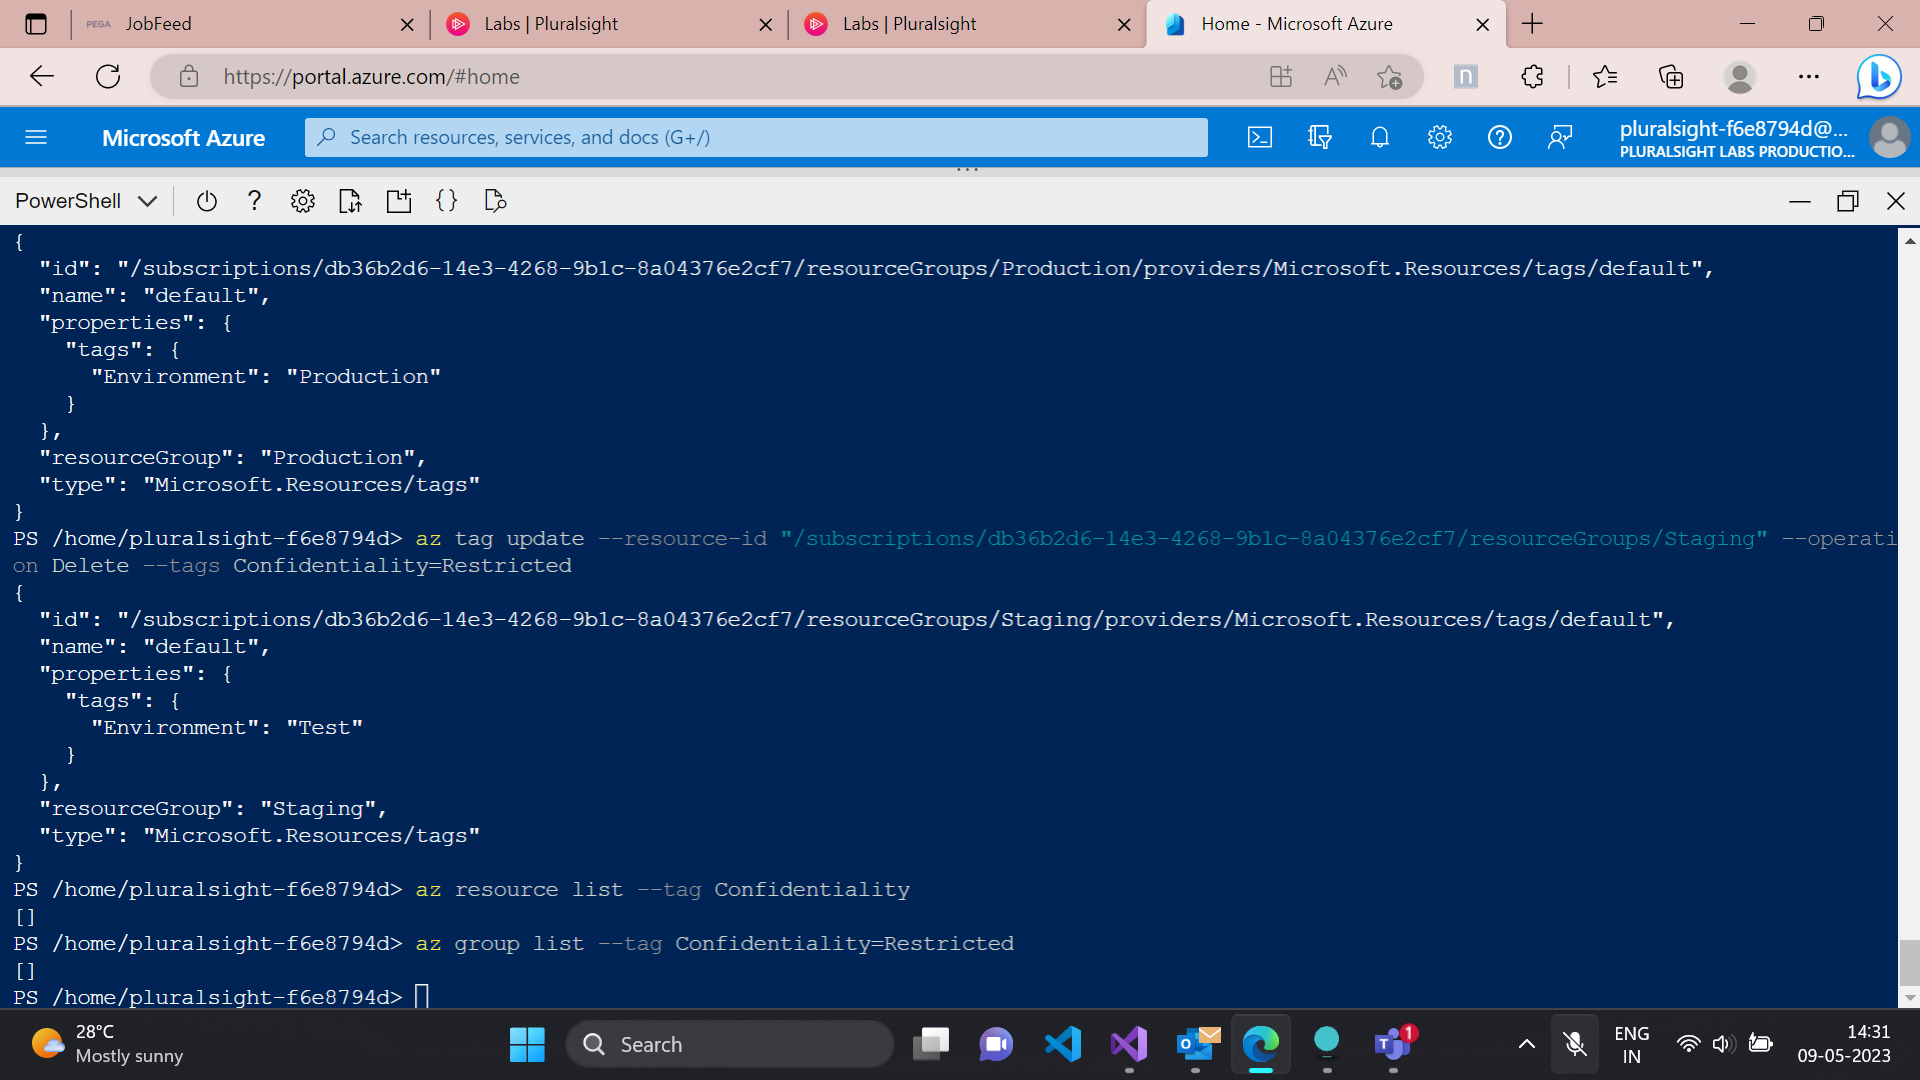 PEGA JobFeed
Labs | Pluralsight
Labs | Pluralsight
Home - Microsoft Azure
https://portal.azure.com/#home
Microsoft Azure
Search resources, services, and docs (G+/)
pluralsight-f6e8794d@...
PLURALSIGHT LABS PRODUCTIO...
PowerShell
{
"id": "/subscriptions/db36b2d6-14e3-4268-9b1c-8a04376e2cf7/resourceGroups/Production/providers/Microsoft.Resources/tags/default",
"name": "default",
"properties": {
"tags": {
"Environment": "Production"
}
},
"resourceGroup": "Production",
"type": "Microsoft.Resources/tags"
}
PS /home/pluralsight-f6e8794d> az tag update --resource-id "/subscriptions/db36b2d6-14e3-4268-9b1c-8a04376e2cf7/resourceGroups/Staging" --operati
on Delete --tags Confidentiality=Restricted
{
"id": "/subscriptions/db36b2d6-14e3-4268-9b1c-8a04376e2cf7/resourceGroups/Staging/providers/Microsoft.Resources/tags/default",
"name": "default",
"properties": {
"tags": {
"Environment": "Test"
}
},
"resourceGroup": "Staging",
"type": "Microsoft.Resources/tags"
}
PS /home/pluralsight-f6e8794d> az resource list --tag Confidentiality
[]
PS /home/pluralsight-f6e8794d> az group list --tag Confidentiality=Restricted
[]
PS /home/pluralsight-f6e8794d>
28°C
Mostly sunny
Search
1
ENG
IN
14:31
09-05-2023